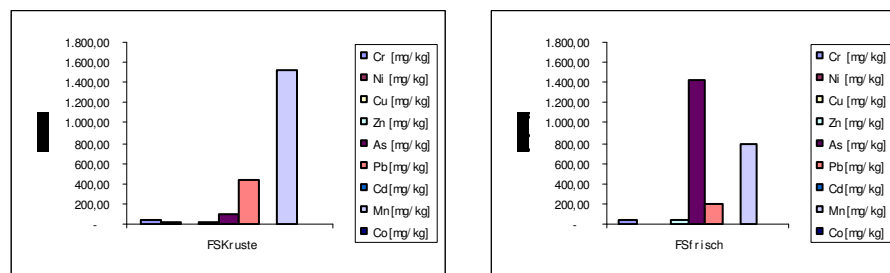 1.800,00
1.600,00
1.400,00
1.200,00
1.000,00
800,00
600,00
400,00
200,00
-
FSKruste
Cr [mg/kg]
Ni [mg/kg]
Cu [mg/kg]
Zn [mg/kg]
As [mg/kg]
Pb [mg/kg]
Cd [mg/kg]
Mn [mg/kg]
Co [mg/kg]
1.800,00
1.600,00
1.400,00
1.200,00
1.000,00
800,00
600,00
400,00
200,00
-
FSfrisch
Cr [mg/kg]
Ni [mg/kg]
Cu [mg/kg]
Zn [mg/kg]
As [mg/kg]
Pb [mg/kg]
Cd [mg/kg]
Mn [mg/kg]
Co [mg/kg]